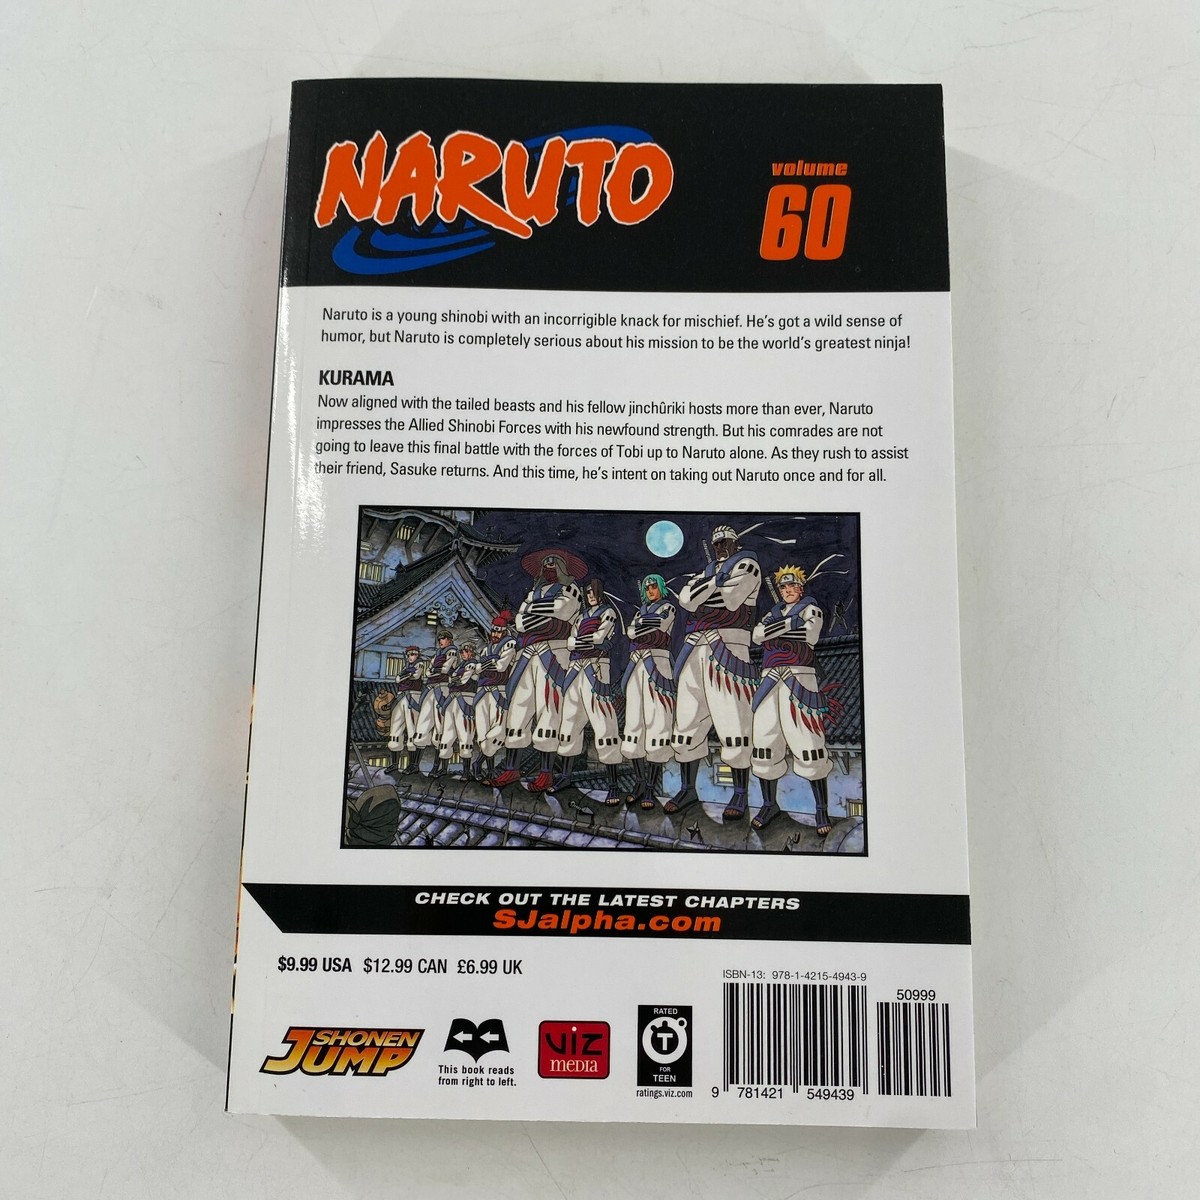 NARUTO
volume
60
Naruto is a young shinobi with an incorrigible knack for mischief. He's got a wild sense of
humor, but Naruto is completely serious about his mission to be the world's greatest ninja!
KURAMA
Now aligned with the tailed beasts and his fellow jinchûriki hosts more than ever, Naruto
impresses the Allied Shinobi Forces with his newfound strength. But his comrades are not
going to leave this final battle with the forces of Tobi up to Naruto alone. As they rush to assist
their friend, Sasuke returns. And this time, he's intent on taking out Naruto once and for all.
CHECK OUT THE LATEST CHAPTERS
SJalpha.com
$9.99 USA $12.99 CAN £6.99 UK
SHONEN
JUMP
This book reads
from right to left.
VIZ
MEDIA
RATED
T
FOR
TEEN
ratings.viz.com
ISBN-13: 978-1-4215-4943-9
50999
9 781421 549439